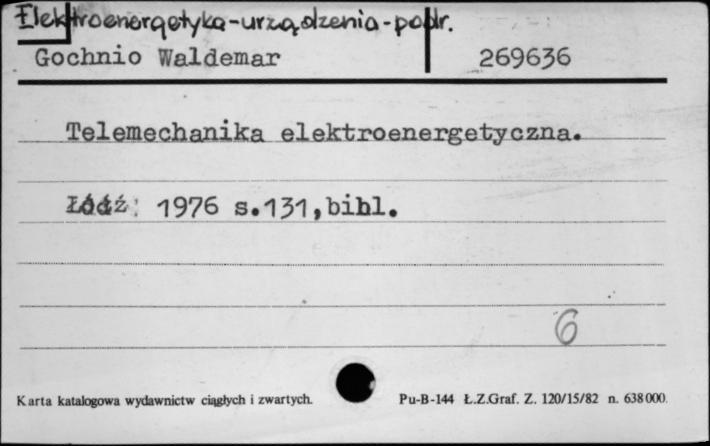 Elektroenergetyka-urządzenia-podr.
Gochnio Waldemar 269636
Telemechanika elektroenergetyczna.
Łódź: 1976 s.131,bibl.
6
Karta katalogowa wydawnictw ciągłych i zwartych. Pu-B-144 Ł.Z.Graf. Z. 120/15/82 n. 638000.